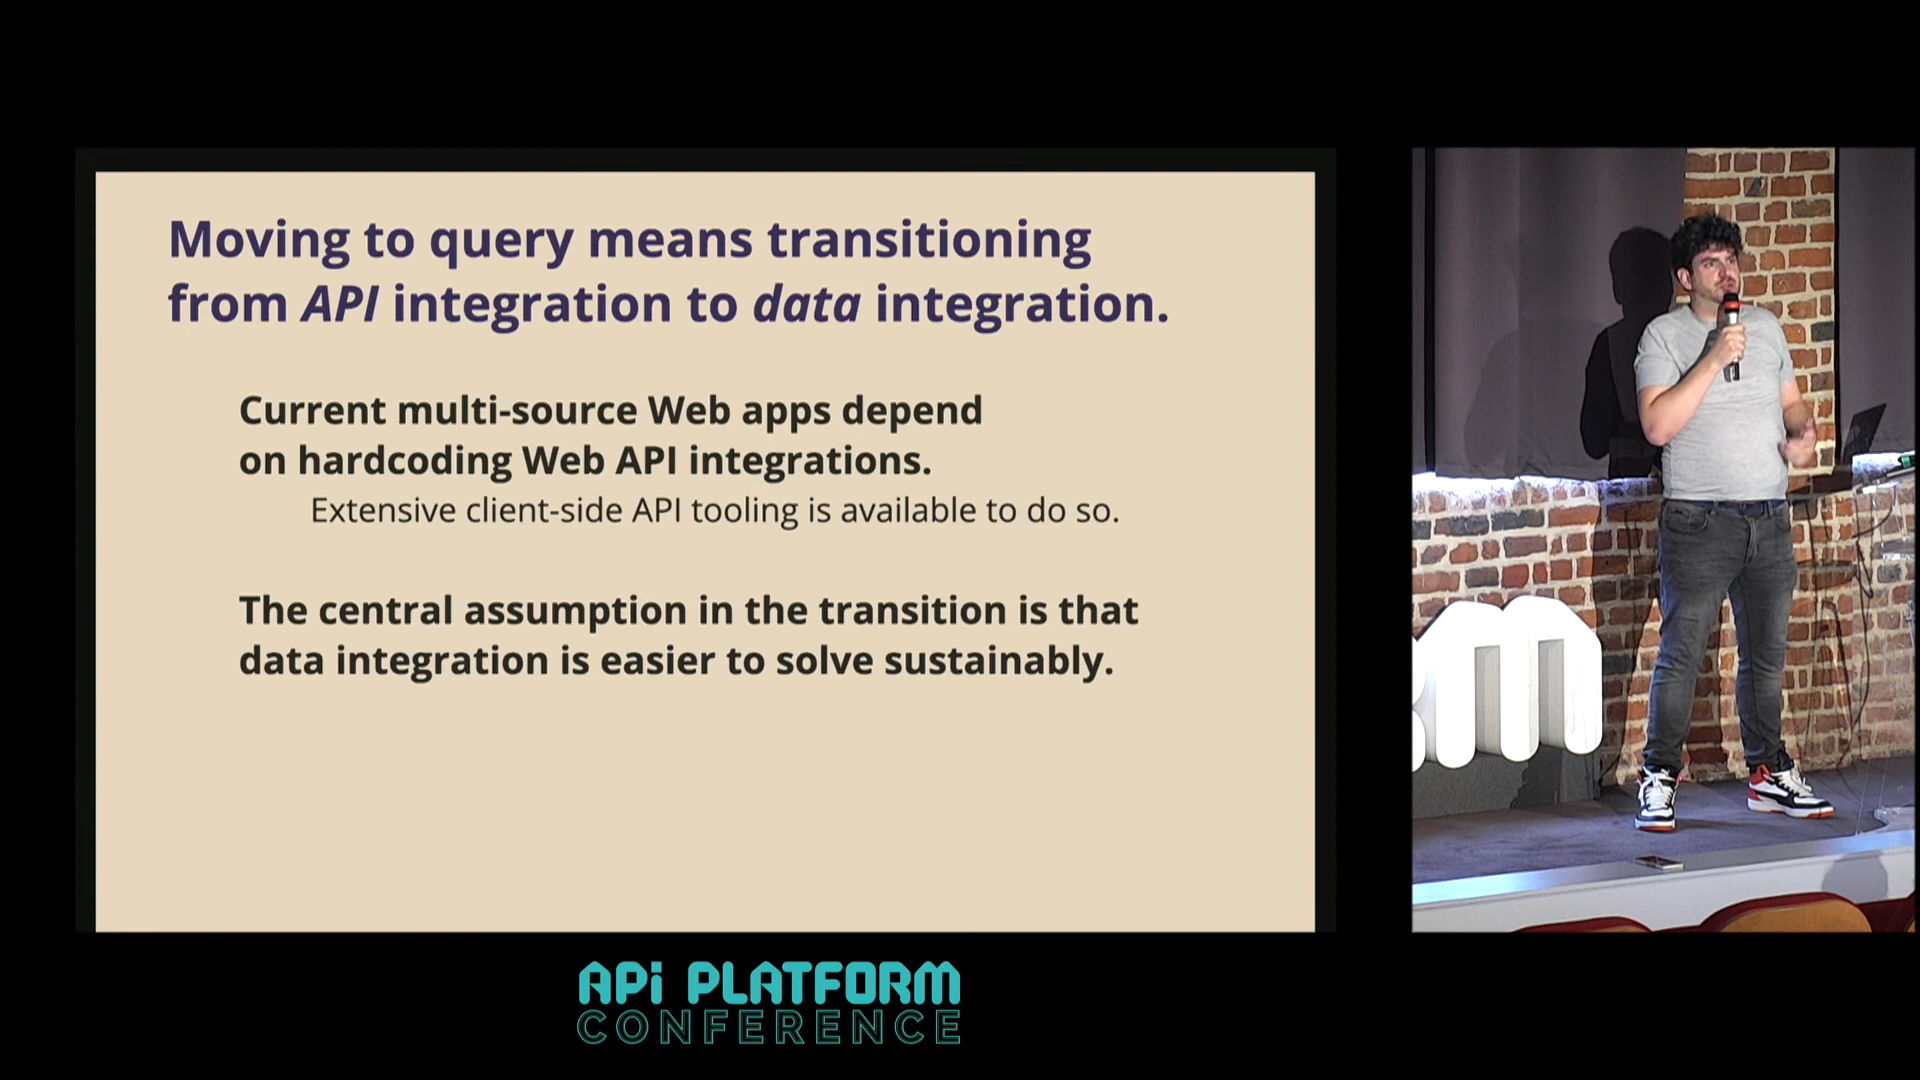 Moving to query means transitioning
from API integration to data integration.
Current multi-source Web apps depend
on hardcoding Web API integrations.
Extensive client-side API tooling is available to do so.
The central assumption in the transition is that
data integration is easier to solve sustainably.
m
APi PLATFORM
CONFERENCE